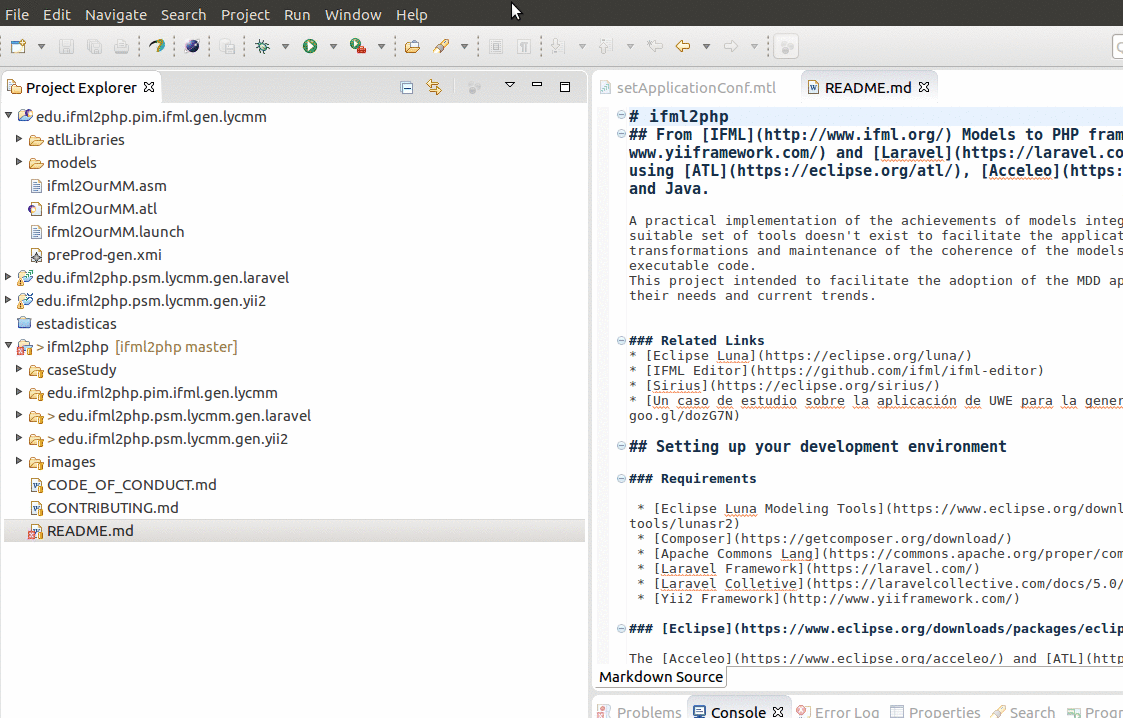 File Edit Navigate Search Project Run Window Help
Project Explorer
edu.ifml2php.pim.ifml.gen.lycmm
atlLibraries
models
ifml2OurMM.asm
ifml2OurMM.atl
ifml2OurMM.launch
preProd-gen.xmi
edu.ifml2php.psm.lycmm.gen.laravel
edu.ifml2php.psm.lycmm.gen.yii2
estadisticas
> ifml2php [ifml2php master]
caseStudy
edu.ifml2php.pim.ifml.gen.lycmm
> edu.ifml2php.psm.lycmm.gen.laravel
> edu.ifml2php.psm.lycmm.gen.yii2
images
CODE_OF_CONDUCT.md
CONTRIBUTING.md
README.md
setApplicationConf.mtl README.md
# ifml2php
## From [IFML](http://www.ifml.org/) Models to PHP fram
www.yiiframework.com/) and [Laravel](https://laravel.co
using [ATL](https://eclipse.org/atl/), [Acceleo](https:
and Java.
A practical implementation of the achievements of models integ
suitable set of tools doesn't exist to facilitate the applicat
transformations and maintenance of the coherence of the models
executable code.
This project intended to facilitate the adoption of the MDD ap
their needs and current trends.
### Related Links
* [Eclipse Luna](https://eclipse.org/luna/)
* [IFML Editor](https://github.com/ifml/ifml-editor)
* [Sirius](https://eclipse.org/sirius/)
* [Un caso de estudio sobre la aplicación de UWE para la gener
goo.gl/dozG7N)
## Setting up your development environment
### Requirements
* [Eclipse Luna Modeling Tools](https://www.eclipse.org/downl
tools/lunasr2)
* [Composer](https://getcomposer.org/download/)
* [Apache Commons Lang](https://commons.apache.org/proper/com
* [Laravel Framework](https://laravel.com/)
* [Laravel Colletive](https://laravelcollective.com/docs/5.0/
* [Yii2 Framework](http://www.yiiframework.com/)
### [Eclipse](https://www.eclipse.org/downloads/packages/eclip
The [Acceleo](https://www.eclipse.org/acceleo/) and [ATL](http
Markdown Source
Problems Console Error Log Properties Search Progr